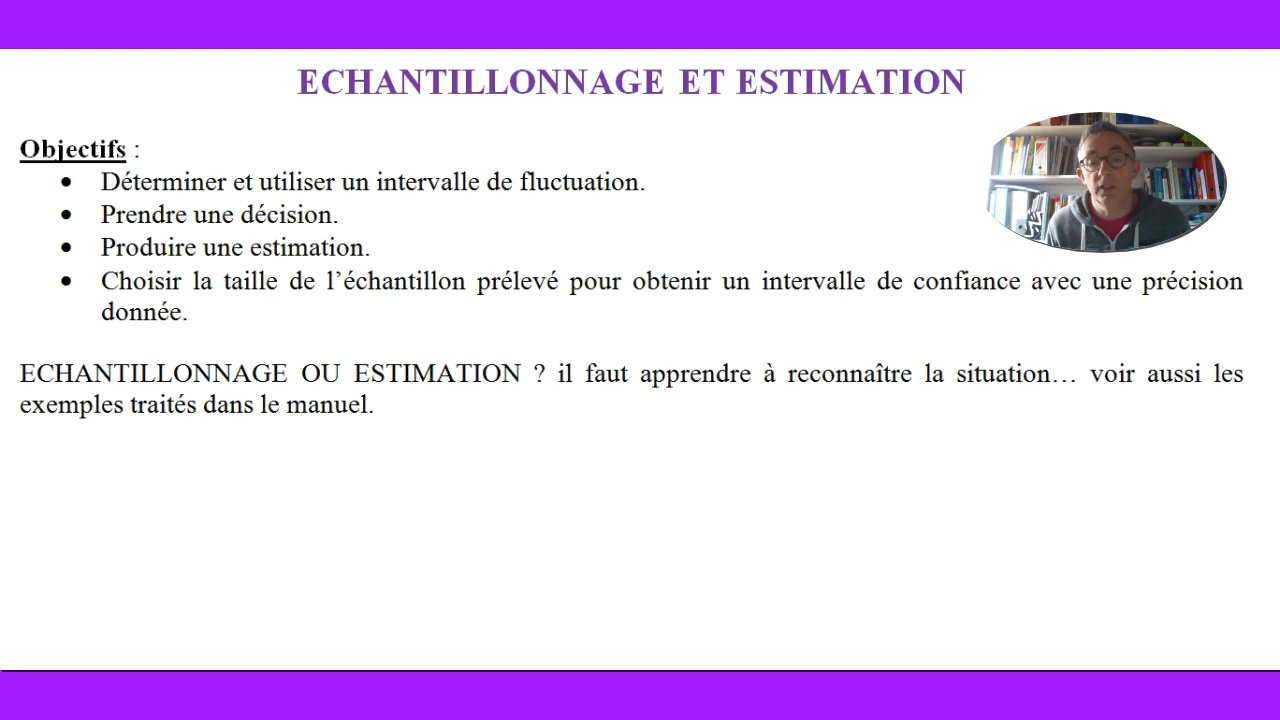 ECHANTILLONNAGE ET ESTIMATION
Objectifs :
• Déterminer et utiliser un intervalle de fluctuation.
• Prendre une décision.
• Produire une estimation.
• Choisir la taille de l’échantillon prélevé pour obtenir un intervalle de confiance avec une précision
donnée.
ECHANTILLONNAGE OU ESTIMATION ? il faut apprendre à reconnaître la situation… voir aussi les
exemples traités dans le manuel.